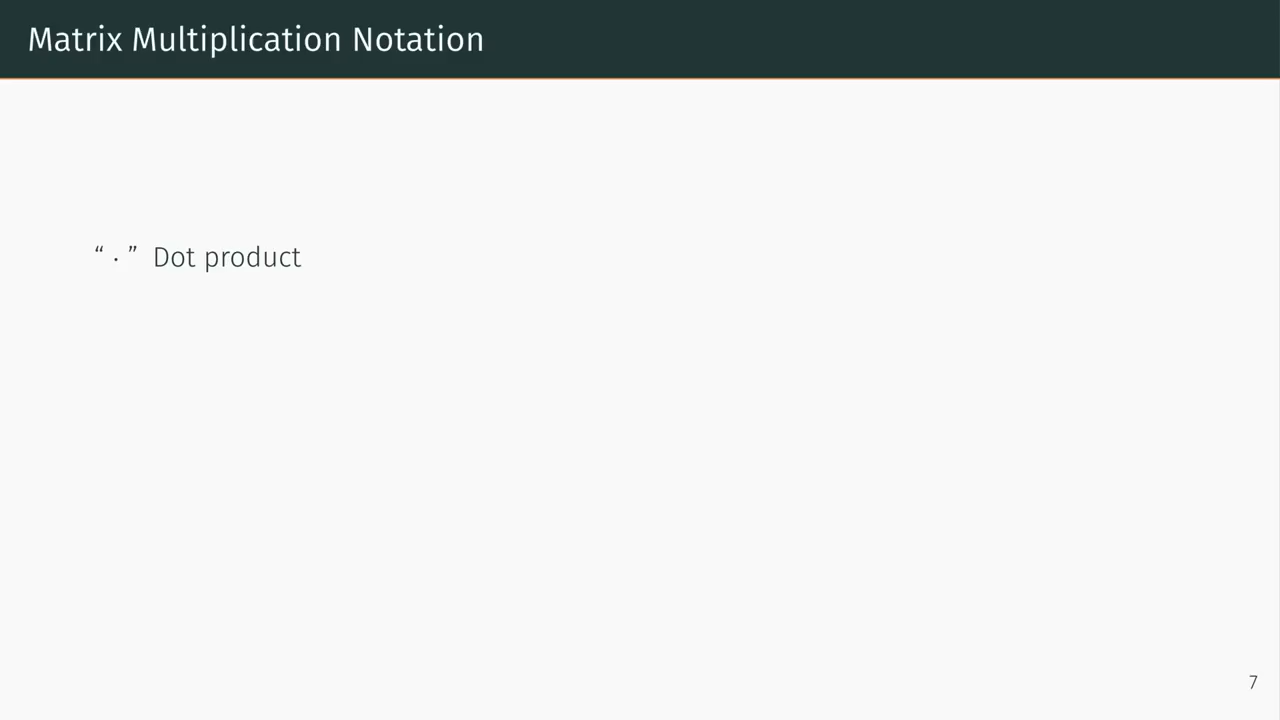 Matrix Multiplication Notation
“ · ” Dot product
7